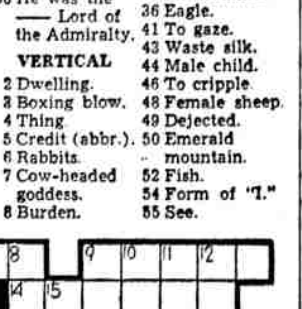 He was the
—— Lord of
the Admiralty.
VERTICAL
2 Dwelling.
3 Boxing blow.
4 Thing
5 Credit (abbr.).
6 Rabbits.
7 Cow-headed
goddess.
8 Burden.
36 Eagle.
41 To gaze.
43 Waste silk.
44 Male child.
46 To cripple.
48 Female sheep.
49 Dejected.
50 Emerald
mountain.
52 Fish.
54 Form of "I."
55 See.
8 9 10 11 12
14 15